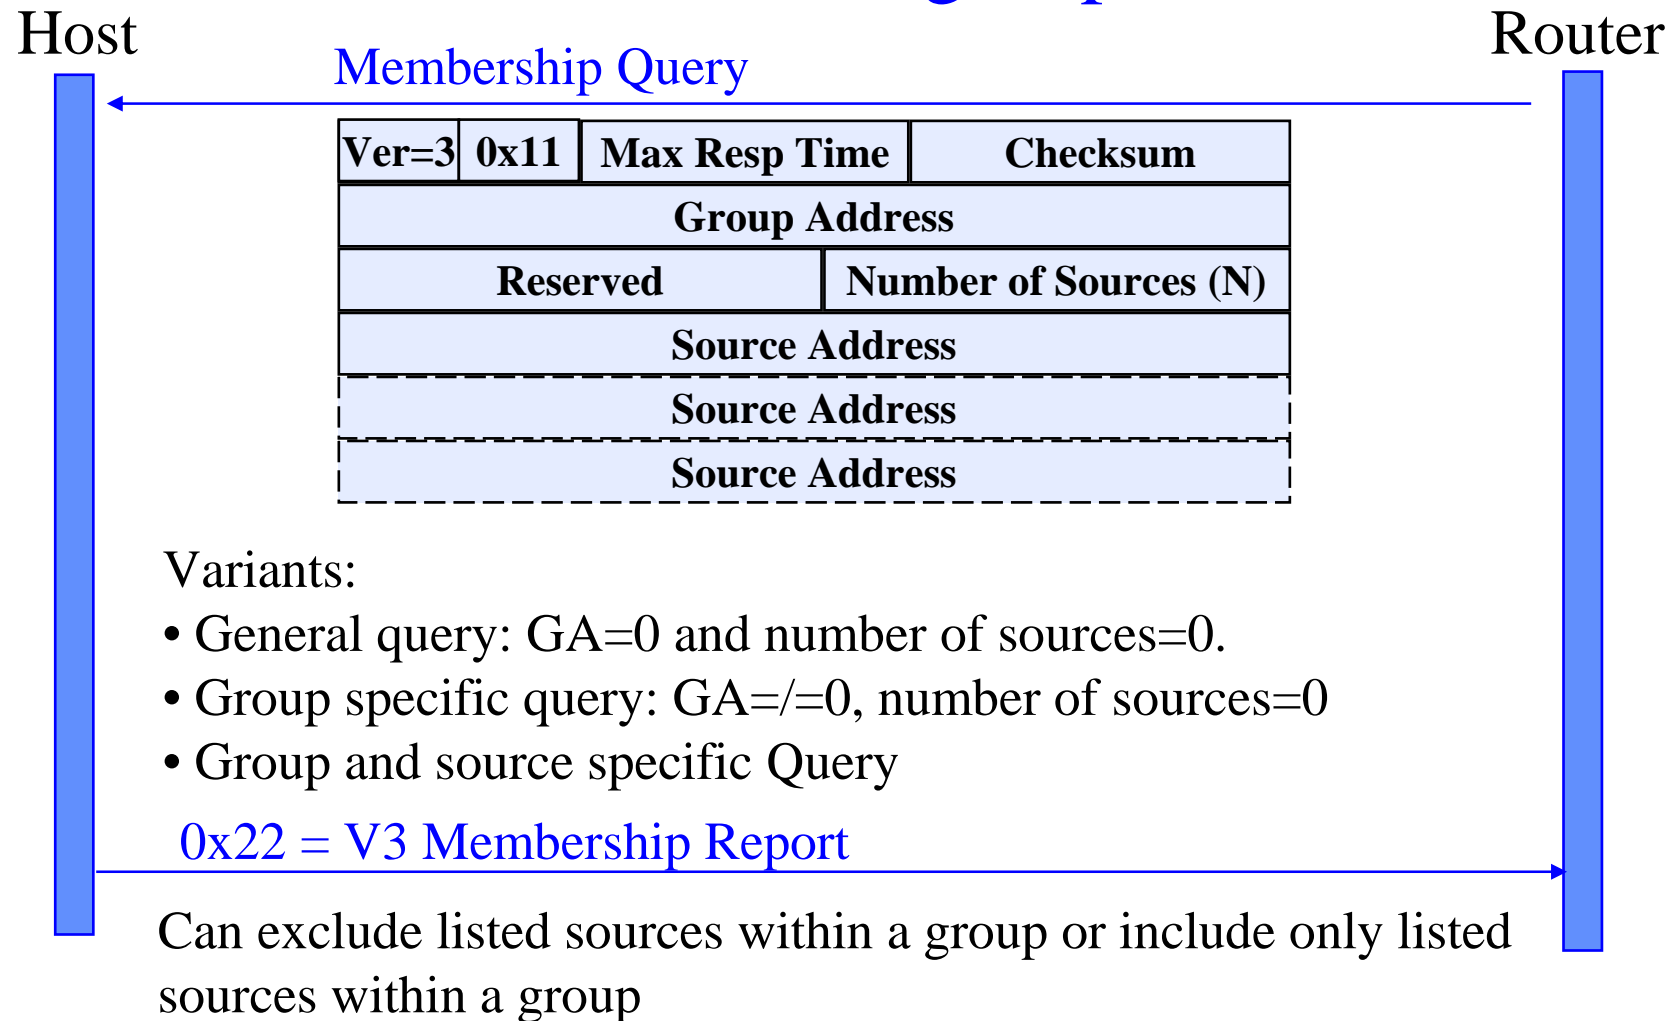 Host
Router
Membership Query
Ver=3 0x11 Max Resp Time Checksum
Group Address
Reserved Number of Sources (N)
Source Address
Source Address
Source Address
Variants:
• General query: GA=0 and number of sources=0.
• Group specific query: GA=/=0, number of sources=0
• Group and source specific Query
0x22 = V3 Membership Report
Can exclude listed sources within a group or include only listed
sources within a group